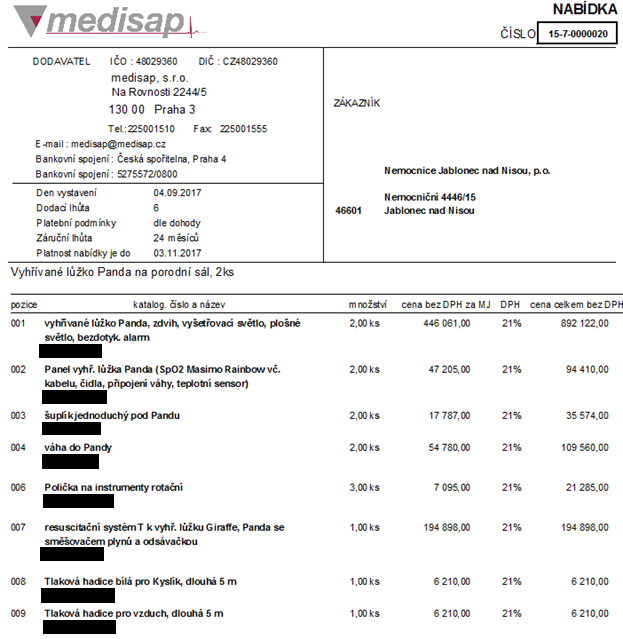 medisap
NABÍDKA
ČÍSLO 15-7-0000020
DODAVATEL IČO : 48029360 DIČ : CZ48029360
medisap, s.r.o.
Na Rovnosti 2244/5
130 00 Praha 3
Tel.:225001510 Fax: 225001555
E-mail : medisap@medisap.cz
Bankovní spojení : Česká spořitelna, Praha 4
Bankovní spojení : 5275572/0800
ZÁKAZNÍK
Nemocnice Jablonec nad Nisou, p.o.
Nemocniční 4446/15
46601 Jablonec nad Nisou
Den vystavení 04.09.2017
Dodací lhůta 6
Platební podmínky dle dohody
Záruční lhůta 24 měsíců
Platnost nabídky je do 03.11.2017
Vyhřívané lůžko Panda na porodní sál, 2ks
pozice katalog. číslo a název množství cena bez DPH za MJ DPH cena celkem bez DPH
001 vyhřívané lůžko Panda, zdvih, vyšetřovací světlo, plošné 2,00 ks 446 061,00 21% 892 122,00
světlo, bezdotyk. alarm
002 Panel vyhř. lůžka Panda (SpO2 Masimo Rainbow vč. 2,00 ks 47 205,00 21% 94 410,00
kabelu, čidla, připojení váhy, teplotní sensor)
003 šuplík jednoduchý pod Pandu 2,00 ks 17 787,00 21% 35 574,00
004 váha do Pandy 2,00 ks 54 780,00 21% 109 560,00
006 Polička na instrumenty rotační 3,00 ks 7 095,00 21% 21 285,00
007 resuscitační systém T k vyhř. lůžku Giraffe, Panda se 1,00 ks 194 898,00 21% 194 898,00
směšovačem plynů a odsávačkou
008 Tlaková hadice bílá pro Kyslík, dlouhá 5 m 1,00 ks 6 210,00 21% 6 210,00
009 Tlaková hadice pro vzduch, dlouhá 5 m 1,00 ks 6 210,00 21% 6 210,00